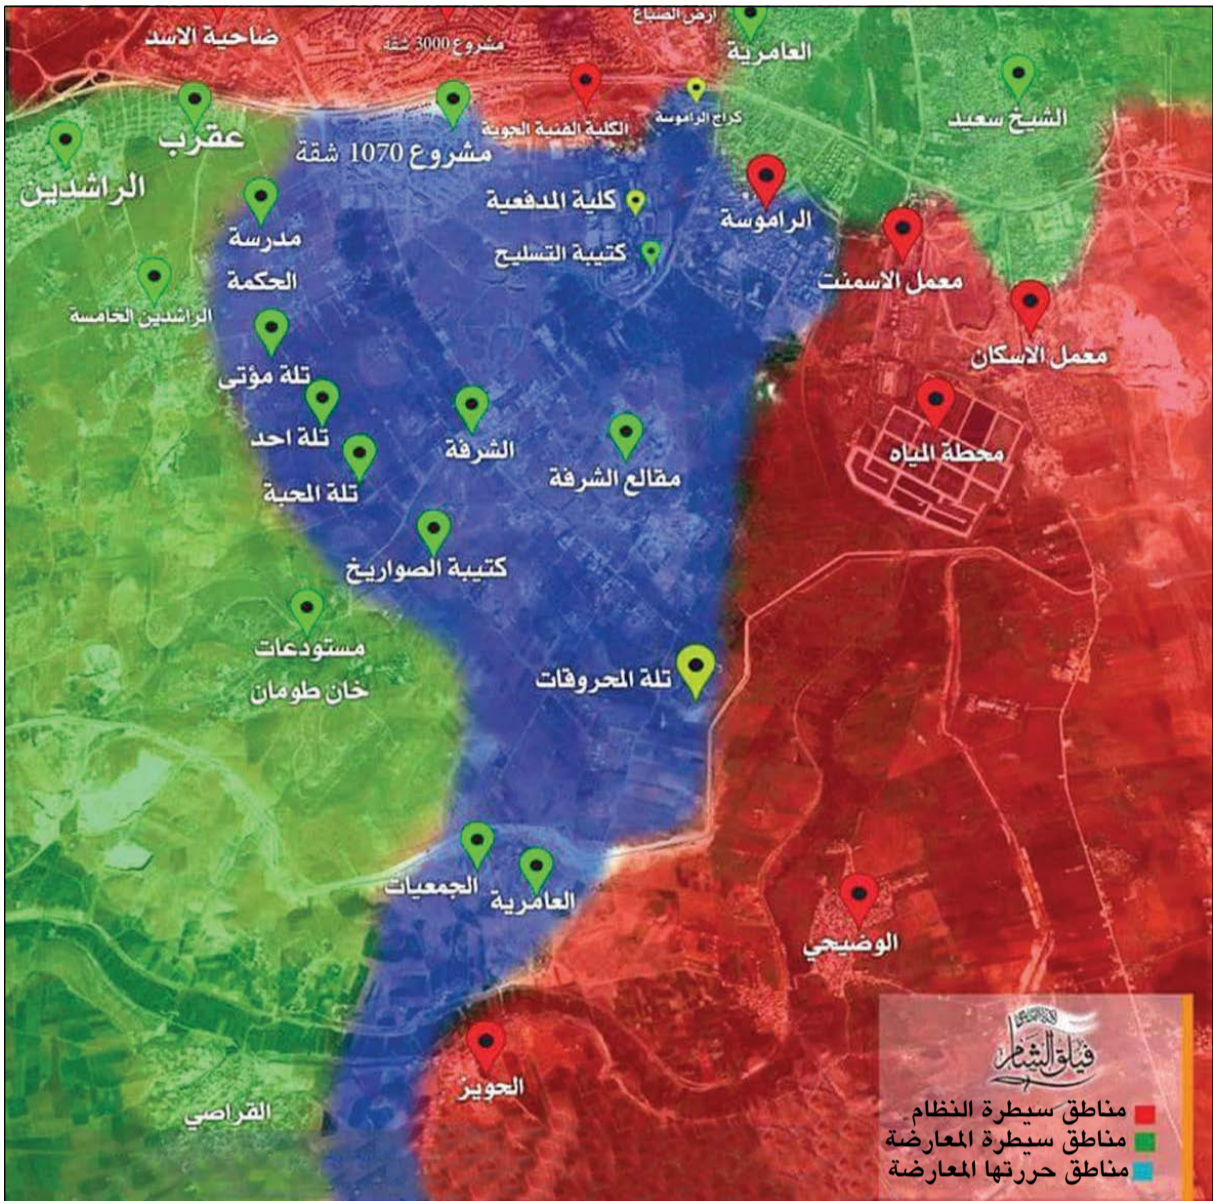 أرض الصباغ
ضاحية الاسد
مشروع 3000 شقة
العامرية
الشيخ سعيد
كراج الراموسة
الكلية الفنية الجوية
عقرب
مشروع 1070 شقة
الراشدين
كلية المدفعية
الراموسة
مدرسة
الحكمة
كتيبة التسليح
معمل الاسمنت
الراشدين الخامسة
معمل الاسكان
تلة مؤتى
تلة احد
الشرفة
محطة المياه
مقالع الشرفة
تلة المحبة
كتيبة الصواريخ
مستودعات
خان طومان
تلة المحروقات
الجمعيات
العامرية
الوضيحي
الحويز
القراصي
فيلق الشام
مناطق سيطرة النظام
مناطق سيطرة المعارضة
مناطق حررتها المعارضة